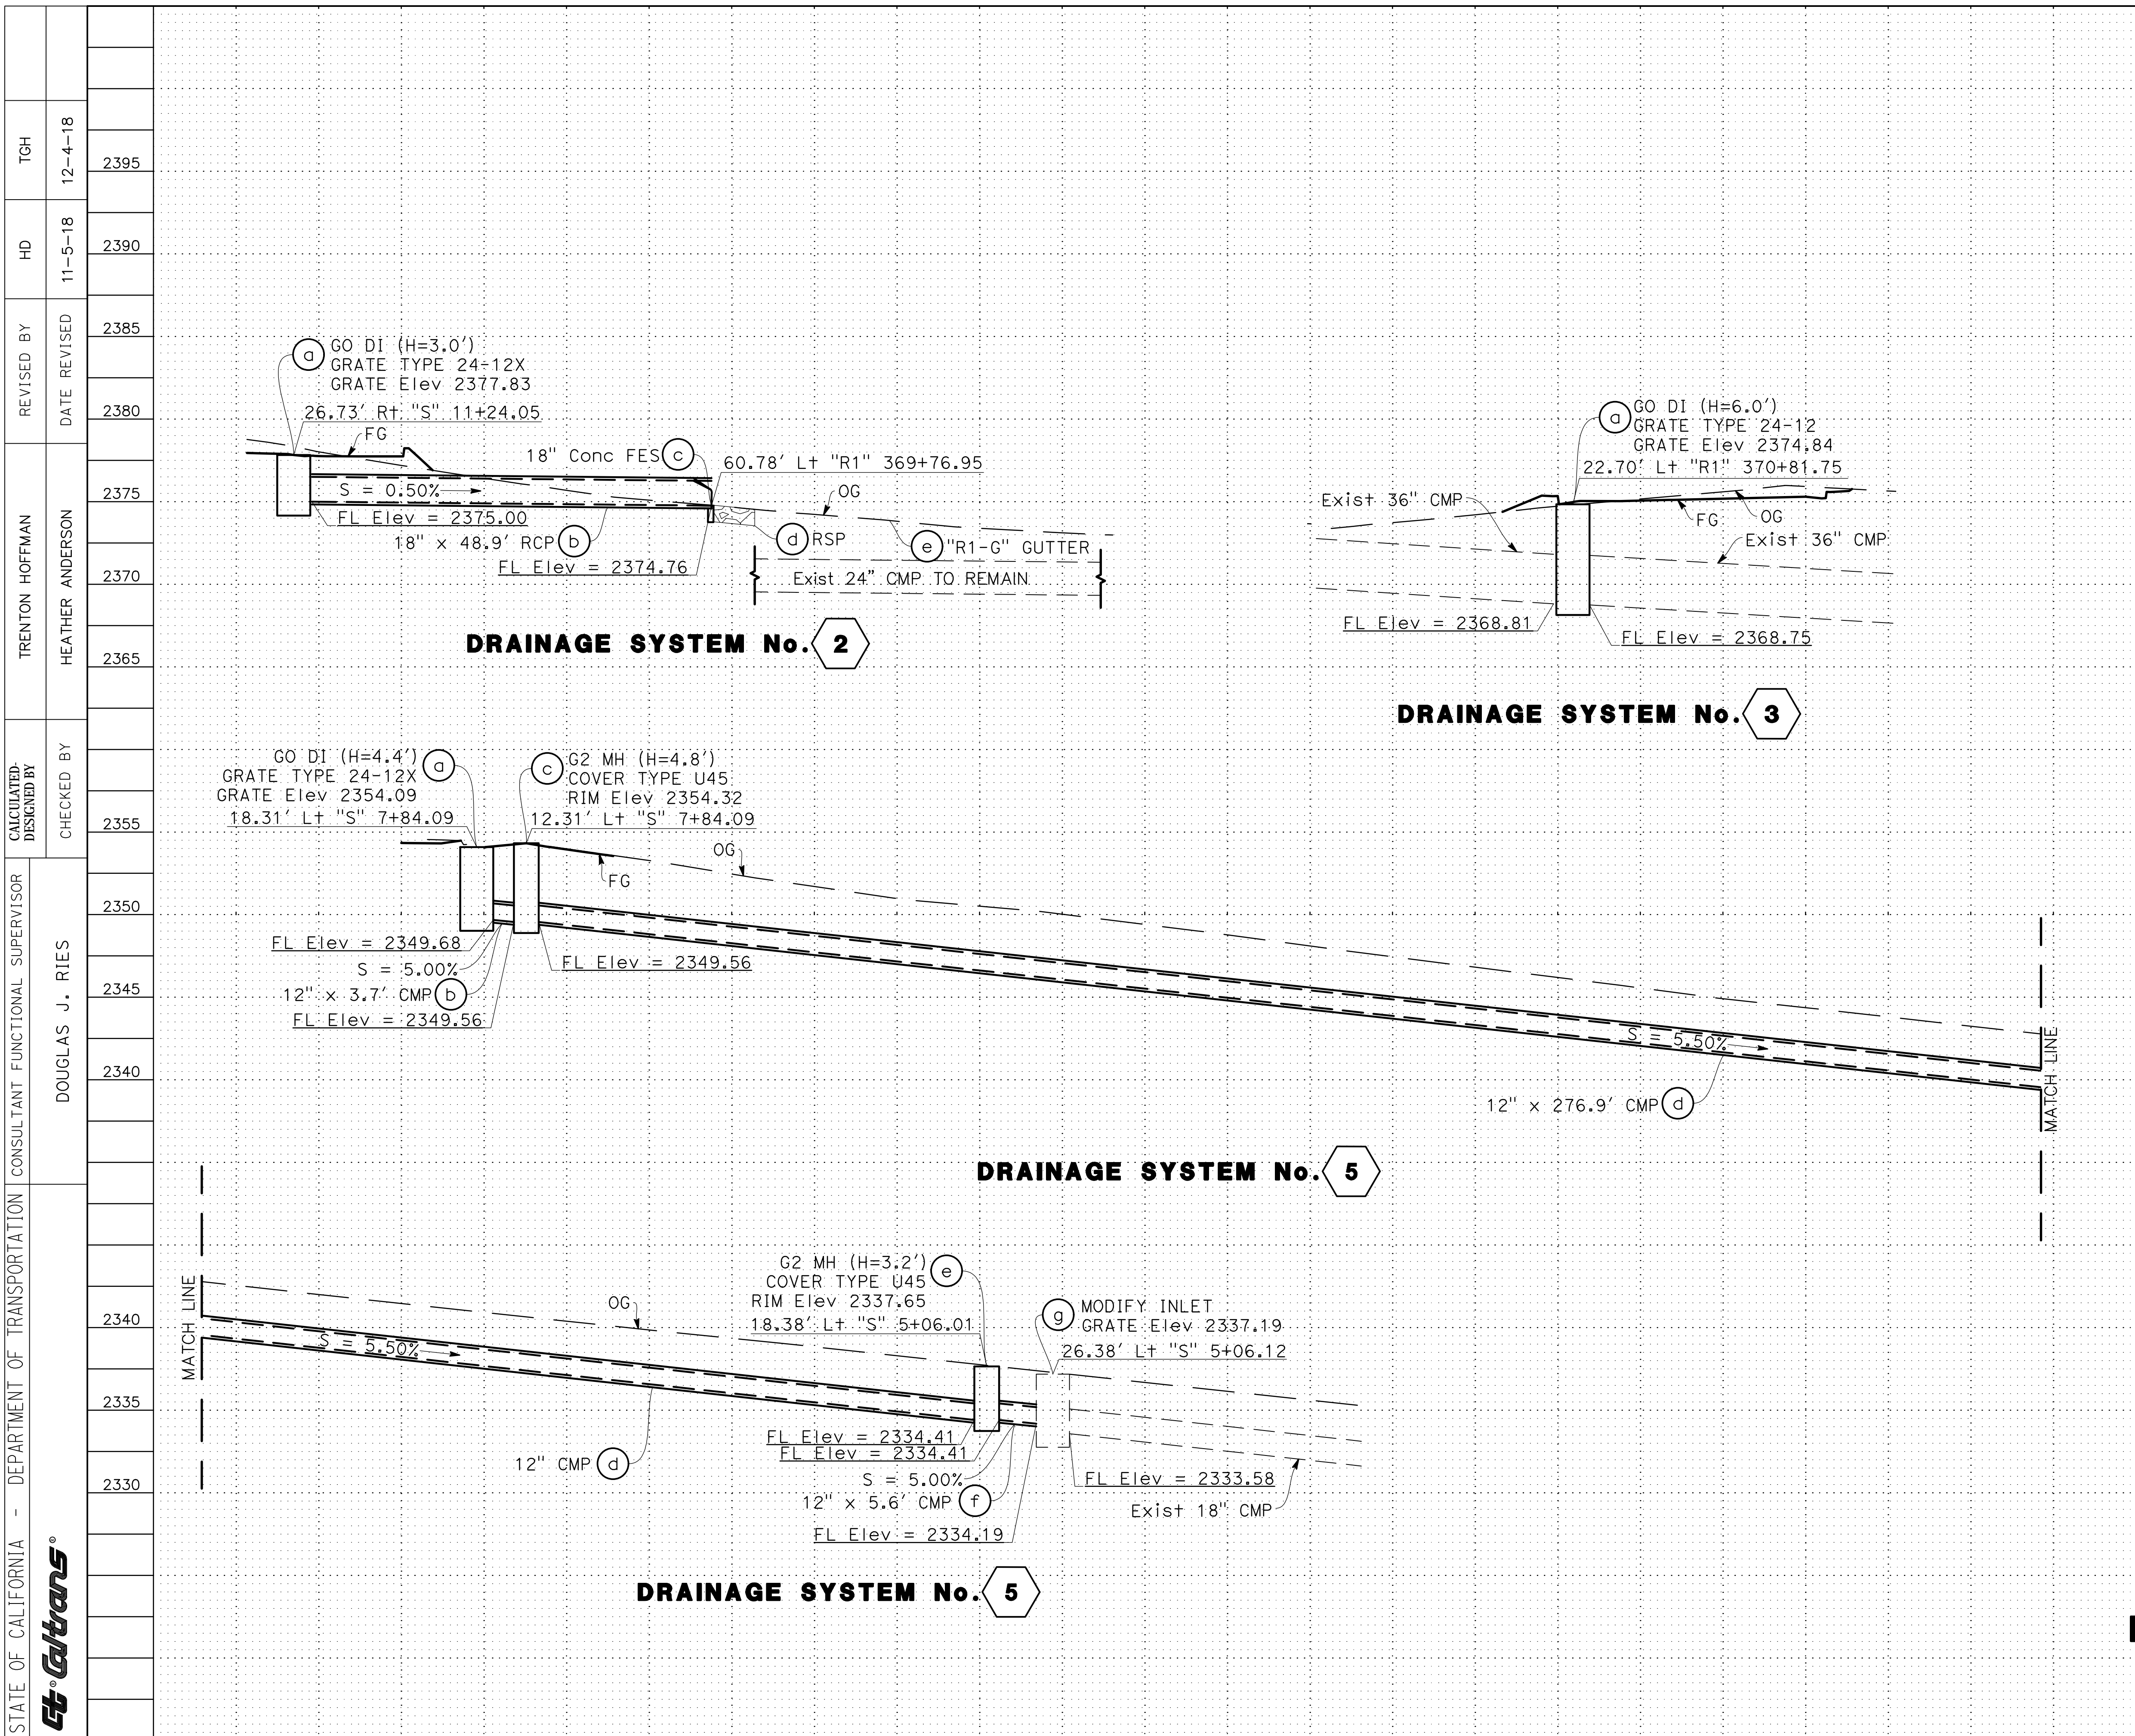 STATE OF CALIFORNIA - DEPARTMENT OF TRANSPORTATION
Caltrans®
CONSULTANT FUNCTIONAL SUPERVISOR
DOUGLAS J. RIES
CALCULATED-
DESIGNED BY
CHECKED BY
TRENTON HOFFMAN
HEATHER ANDERSON
REVISED BY
DATE REVISED
HD
11-5-18
TGH
12-4-18
2395
2390
2385
2380
2375
2370
2365
2355
2350
2345
2340
2340
2335
2330
a
GO DI (H=3.0')
GRATE TYPE 24-12X
GRATE Elev 2377.83
26.73' Rt "S" 11+24.05
FG
18" Conc FES c
60.78' Lt "R1" 369+76.95
OG
S = 0.50%
FL Elev = 2375.00
18" x 48.9' RCP b
FL Elev = 2374.76
d RSP
e "R1-G" GUTTER
Exist 24" CMP TO REMAIN
DRAINAGE SYSTEM No. 2
a
GO DI (H=6.0')
GRATE TYPE 24-12
GRATE Elev 2374.84
22.70' Lt "R1" 370+81.75
Exist 36" CMP
FG
OG
Exist 36" CMP
FL Elev = 2368.81
FL Elev = 2368.75
DRAINAGE SYSTEM No. 3
GO DI (H=4.4')
a
GRATE TYPE 24-12X
GRATE Elev 2354.09
18.31' Lt "S" 7+84.09
c
G2 MH (H=4.8')
COVER TYPE U45
RIM Elev 2354.32
12.31' Lt "S" 7+84.09
OG
FG
FL Elev = 2349.68
S = 5.00%
12" x 3.7' CMP b
FL Elev = 2349.56
FL Elev = 2349.56
S = 5.50%
12" x 276.9' CMP d
MATCH LINE
DRAINAGE SYSTEM No. 5
MATCH LINE
S = 5.50%
OG
12" CMP d
G2 MH (H=3.2')
e
COVER TYPE U45
RIM Elev 2337.65
18.38' Lt "S" 5+06.01
g
MODIFY INLET
GRATE Elev 2337.19
26.38' Lt "S" 5+06.12
FL Elev = 2334.41
FL Elev = 2334.41
S = 5.00%
12" x 5.6' CMP f
FL Elev = 2334.19
FL Elev = 2333.58
Exist 18" CMP
DRAINAGE SYSTEM No. 5